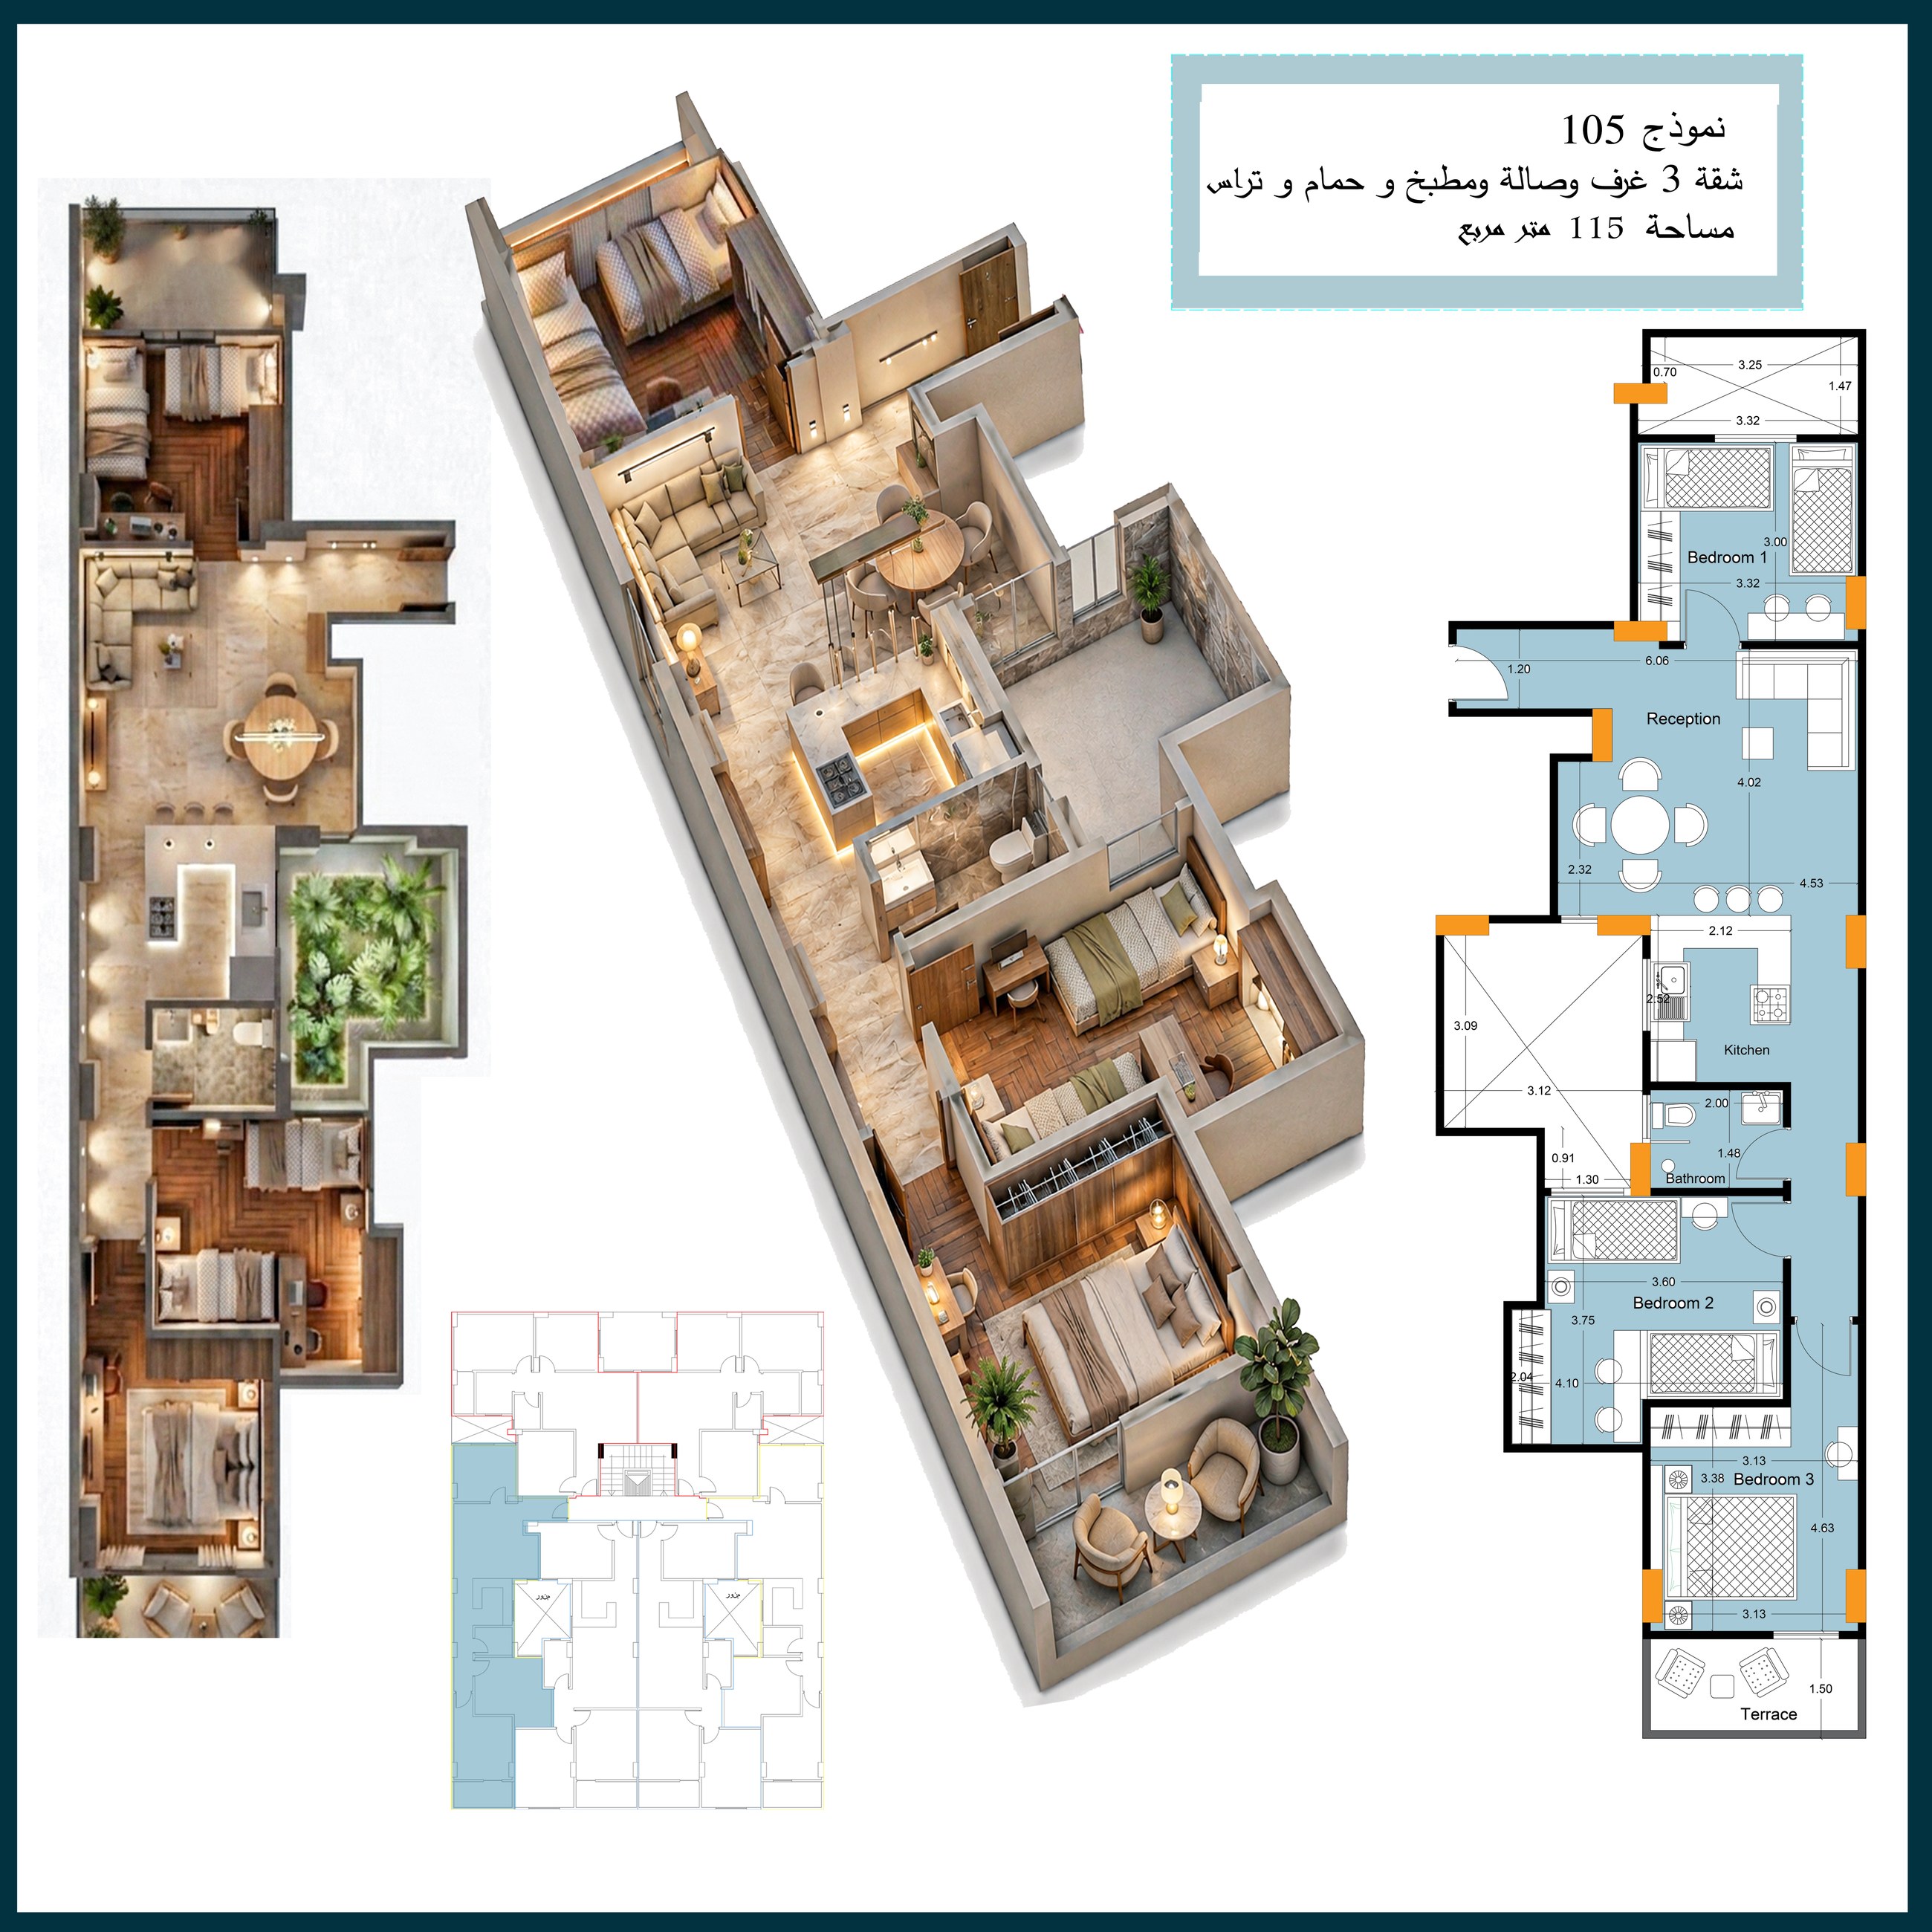 نموذج 105
شقة 3 غرف وصالة ومطبخ و حمام و تراس
مساحة 115 متر مربع
3.25
0.70
1.47
3.32
3.00
Bedroom 1
3.32
6.06
1.20
Reception
4.02
2.32
4.53
2.12
2.52
3.09
Kitchen
3.12
2.00
0.91
1.48
1.30
Bathroom
3.60
Bedroom 2
3.75
2.04
4.10
3.13
3.38
Bedroom 3
4.63
3.13
1.50
Terrace
منور
منور